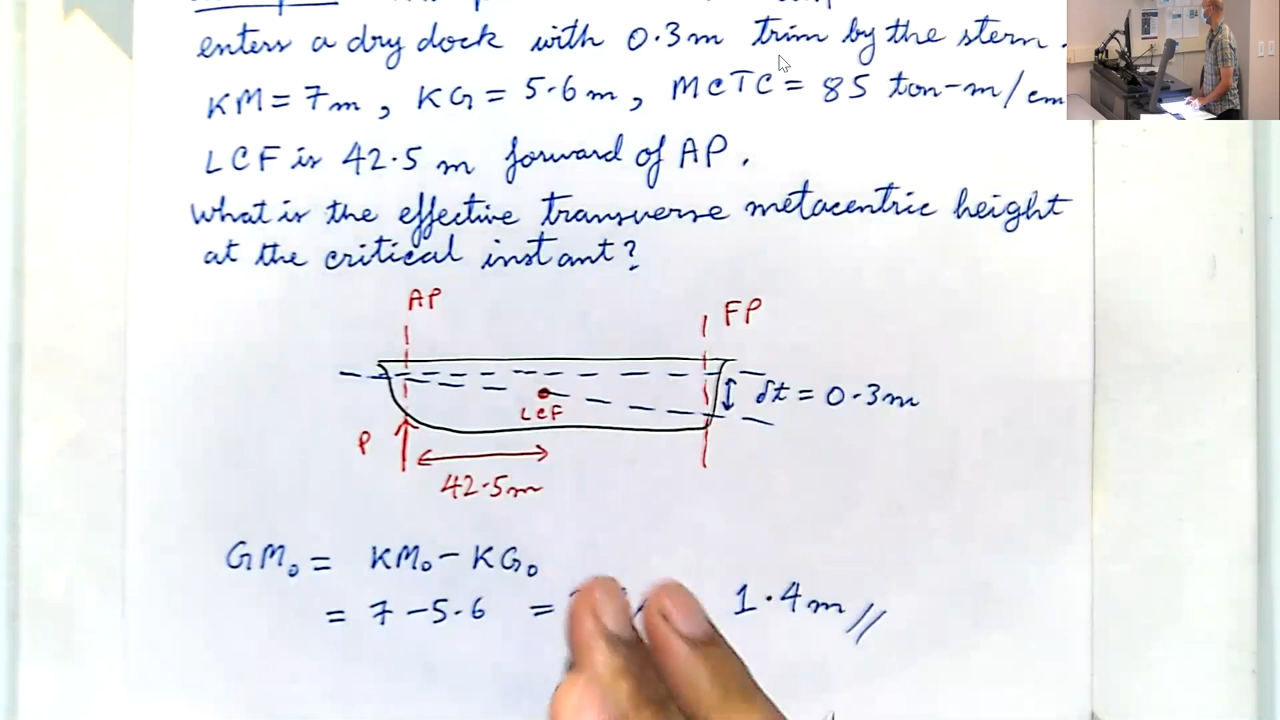 enters a dry dock with 0.3m trim by the stern.
KM = 7m, KG = 5.6m, MCTC = 85 ton-m/cm
LCF is 42.5 m forward of AP.
What is the effective transverse metacentric height
at the critical instant?
AP
FP
δt = 0.3m
LCF
P
42.5m
GM₀ = KM₀ - KG₀
= 7 - 5.6 = 1.4m //